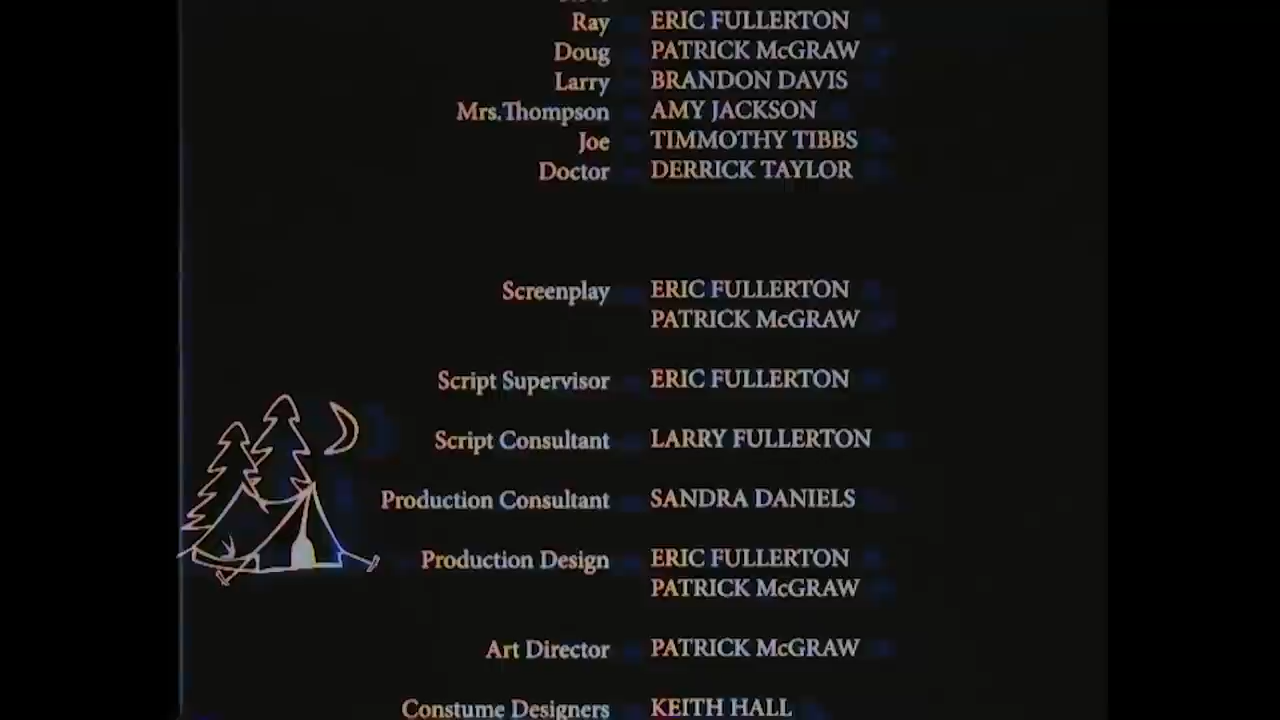 Ray ERIC FULLERTON
Doug PATRICK McGRAW
Larry BRANDON DAVIS
Mrs.Thompson AMY JACKSON
Joe TIMMOTHY TIBBS
Doctor DERRICK TAYLOR
Screenplay ERIC FULLERTON
PATRICK McGRAW
Script Supervisor ERIC FULLERTON
Script Consultant LARRY FULLERTON
Production Consultant SANDRA DANIELS
Production Design ERIC FULLERTON
PATRICK McGRAW
Art Director PATRICK McGRAW
Constume Designers KEITH HALL